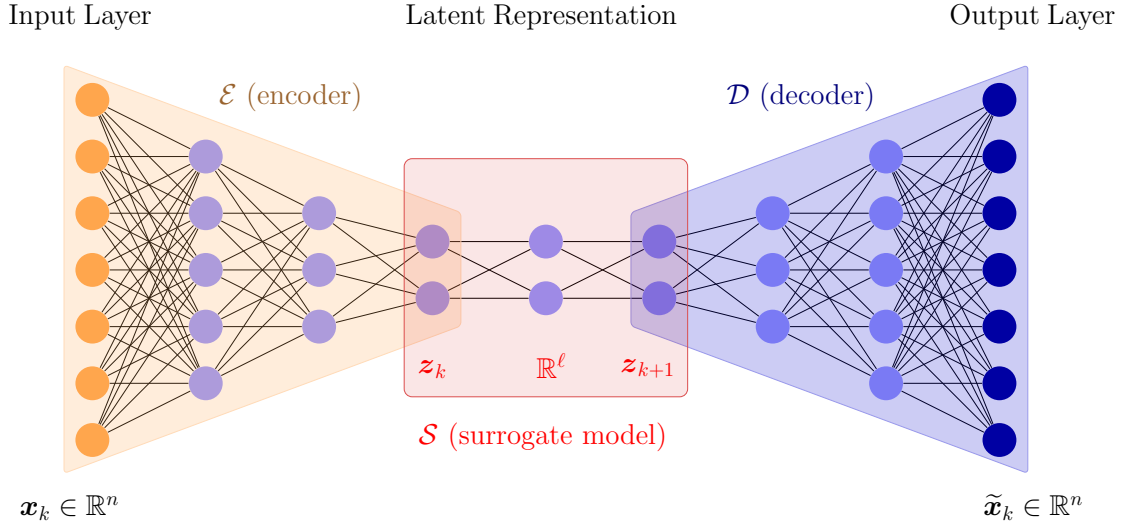 Input Layer
Latent Representation
Output Layer
ℰ (encoder)
𝒟 (decoder)
𝒛ₖ
ℝ^ℓ
𝒛ₖ₊₁
𝒮 (surrogate model)
𝒙ₖ ∈ ℝⁿ
𝒙̃ₖ ∈ ℝⁿ